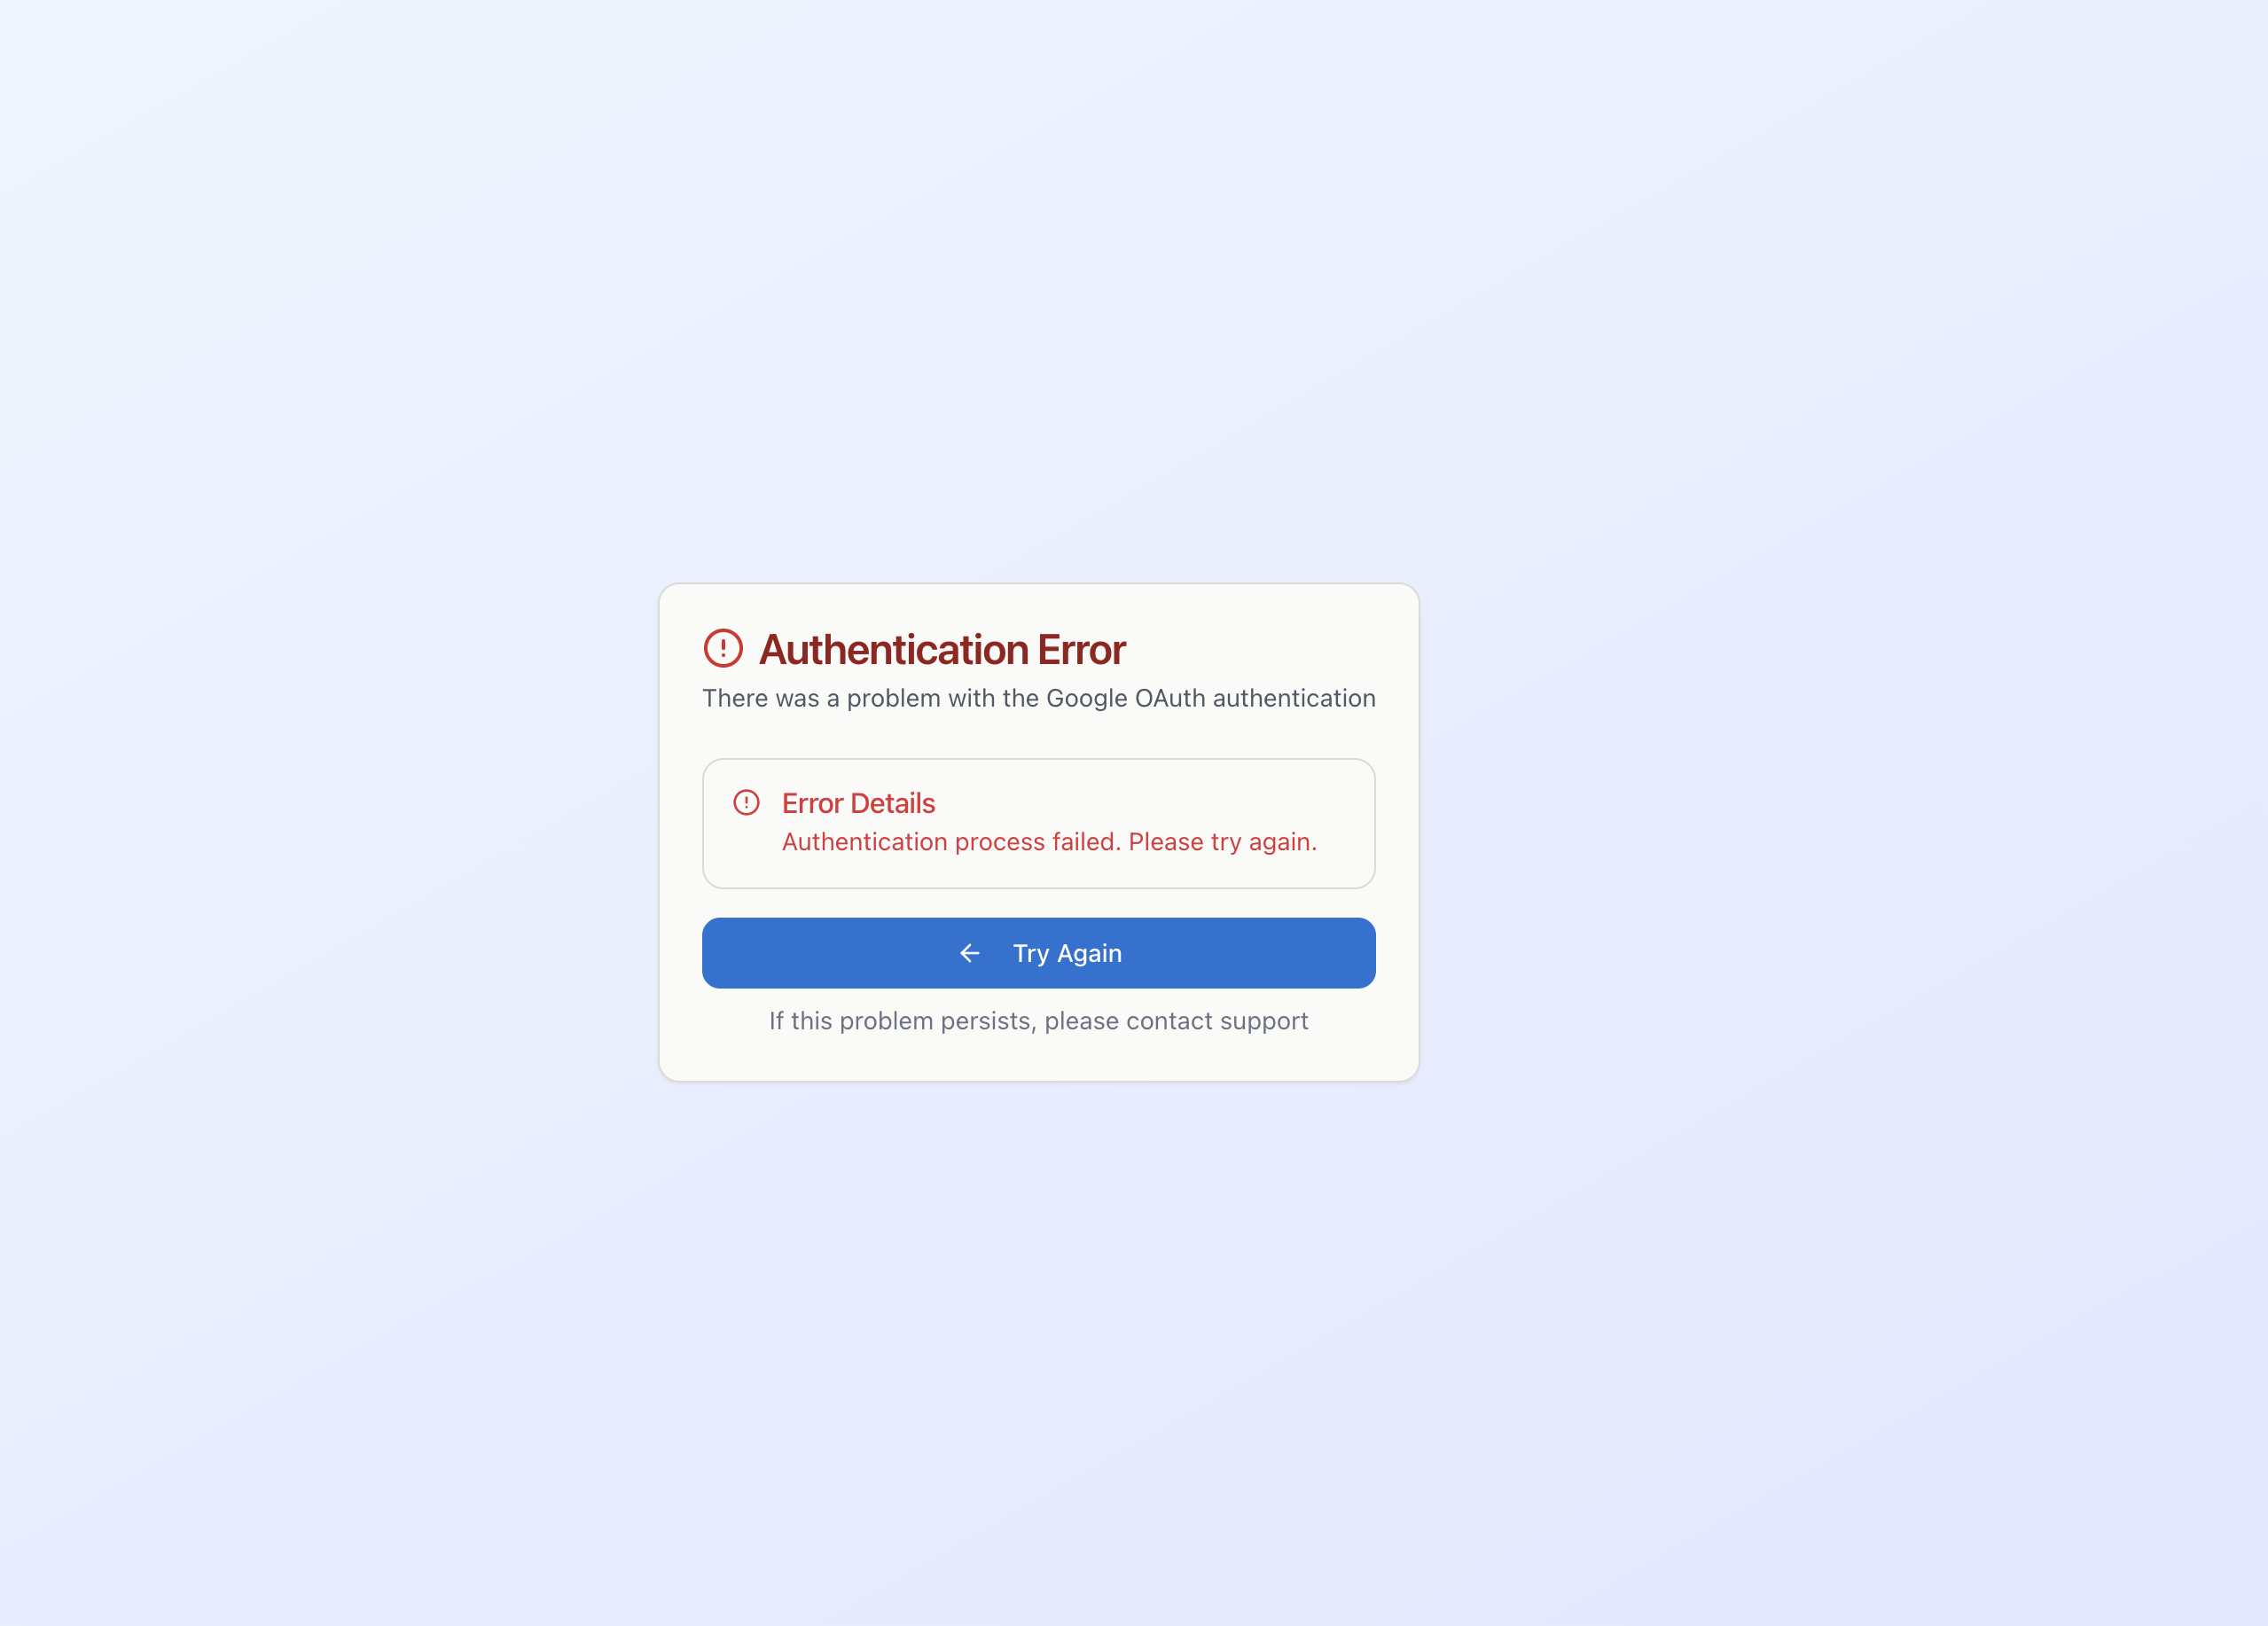 Authentication Error
There was a problem with the Google OAuth authentication
Error Details
Authentication process failed. Please try again.
Try Again
If this problem persists, please contact support